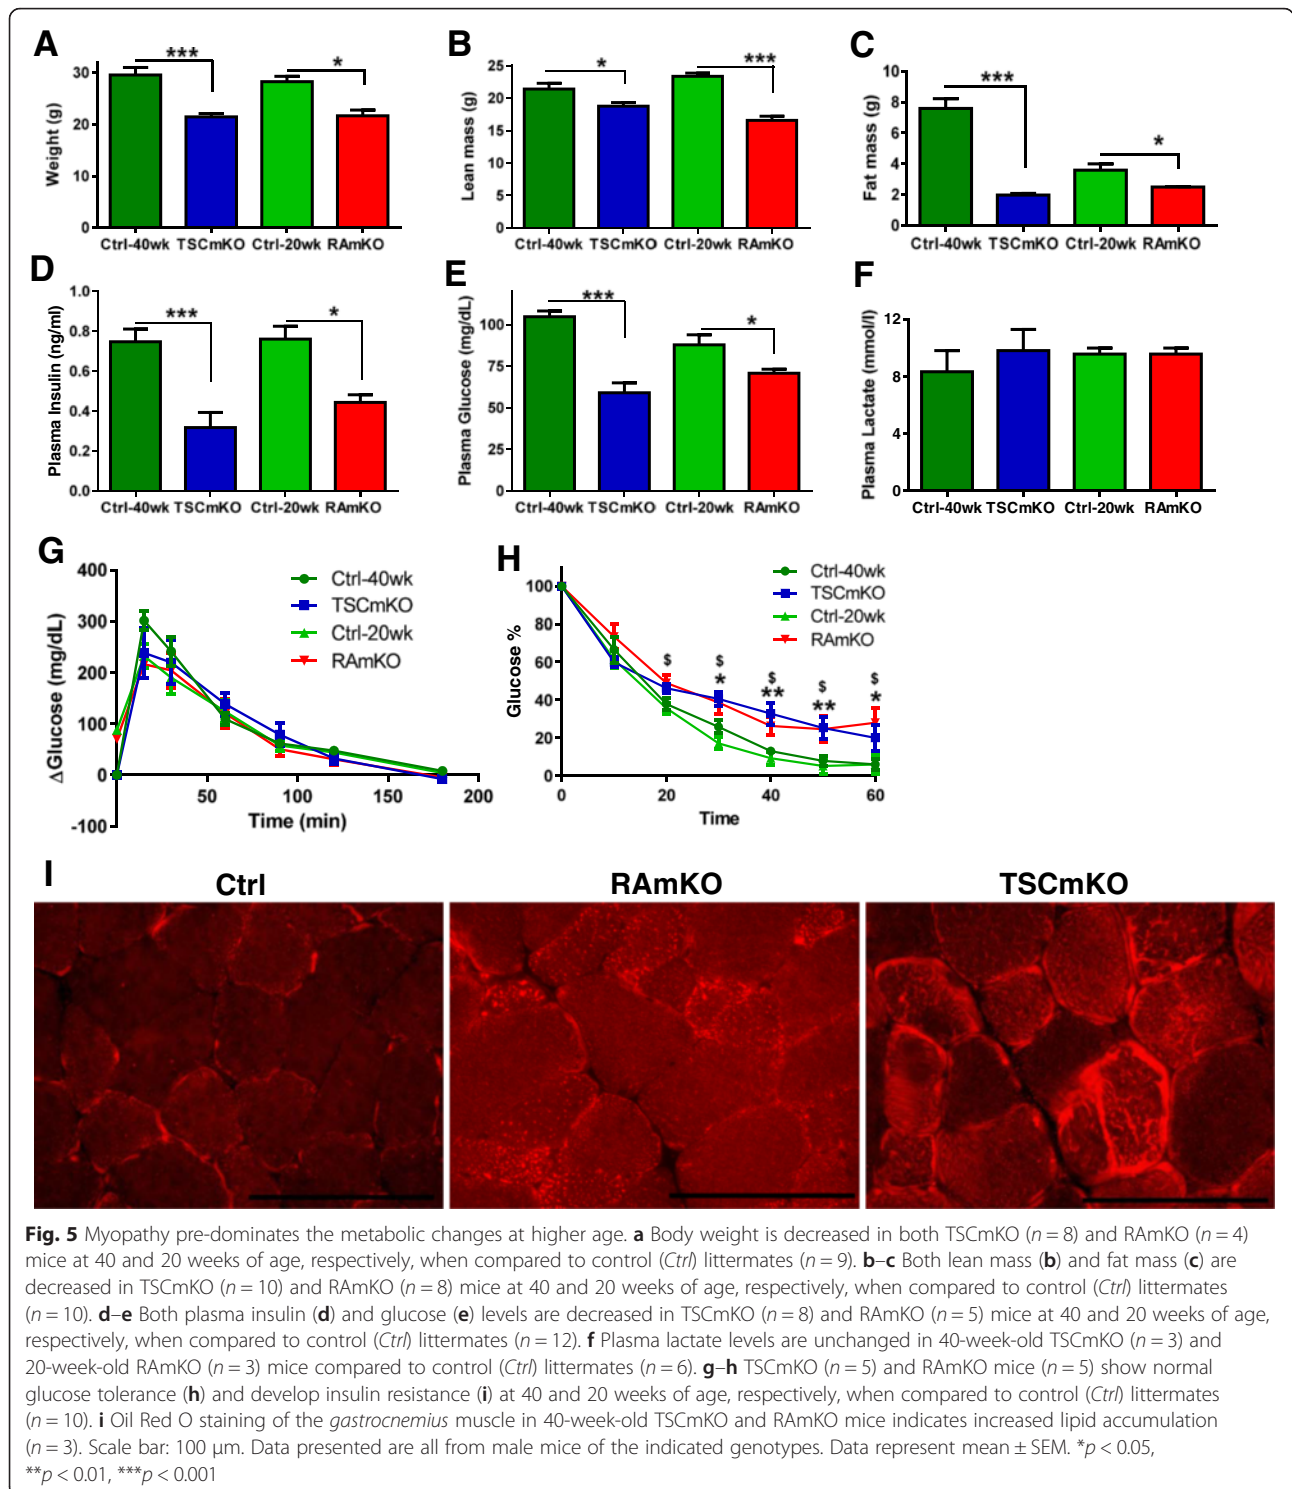 A
Weight (g)
30
20
10
0
***
*
Ctrl-40wk TSCmKO Ctrl-20wk RAmKO
B
Lean mass (g)
25
20
15
10
5
0
*
***
Ctrl-40wk TSCmKO Ctrl-20wk RAmKO
C
Fat mass (g)
10
8
6
4
2
0
***
*
Ctrl-40wk TSCmKO Ctrl-20wk RAmKO
D
Plasma Insulin (ng/ml)
1.0
0.8
0.6
0.4
0.2
0.0
***
*
Ctrl-40wk TSCmKO Ctrl-20wk RAmKO
E
Plasma Glucose (mg/dL)
100
75
50
25
0
***
*
Ctrl-40wk TSCmKO Ctrl-20wk RAmKO
F
Plasma Lactate (mmol/l)
12
8
4
0
Ctrl-40wk TSCmKO Ctrl-20wk RAmKO
G
ΔGlucose (mg/dL)
400
300
200
100
0
-100
50 100 150 200
Time (min)
Ctrl-40wk
TSCmKO
Ctrl-20wk
RAmKO
H
Glucose %
100
80
60
40
20
0
0 20 40 60
Time
Ctrl-40wk
TSCmKO
Ctrl-20wk
RAmKO
$ $ $ $ $
* ** ** *
I
Ctrl RAmKO TSCmKO
Fig. 5 Myopathy pre-dominates the metabolic changes at higher age. a Body weight is decreased in both TSCmKO (n = 8) and RAmKO (n = 4)
mice at 40 and 20 weeks of age, respectively, when compared to control (Ctrl) littermates (n = 9). b–c Both lean mass (b) and fat mass (c) are
decreased in TSCmKO (n = 10) and RAmKO (n = 8) mice at 40 and 20 weeks of age, respectively, when compared to control (Ctrl) littermates
(n = 10). d–e Both plasma insulin (d) and glucose (e) levels are decreased in TSCmKO (n = 8) and RAmKO (n = 5) mice at 40 and 20 weeks of age,
respectively, when compared to control (Ctrl) littermates (n = 12). f Plasma lactate levels are unchanged in 40-week-old TSCmKO (n = 3) and
20-week-old RAmKO (n = 3) mice compared to control (Ctrl) littermates (n = 6). g–h TSCmKO (n = 5) and RAmKO mice (n = 5) show normal
glucose tolerance (h) and develop insulin resistance (i) at 40 and 20 weeks of age, respectively, when compared to control (Ctrl) littermates
(n = 10). i Oil Red O staining of the gastrocnemius muscle in 40-week-old TSCmKO and RAmKO mice indicates increased lipid accumulation
(n = 3). Scale bar: 100 μm. Data presented are all from male mice of the indicated genotypes. Data represent mean ± SEM. *p < 0.05,
**p < 0.01, ***p < 0.001